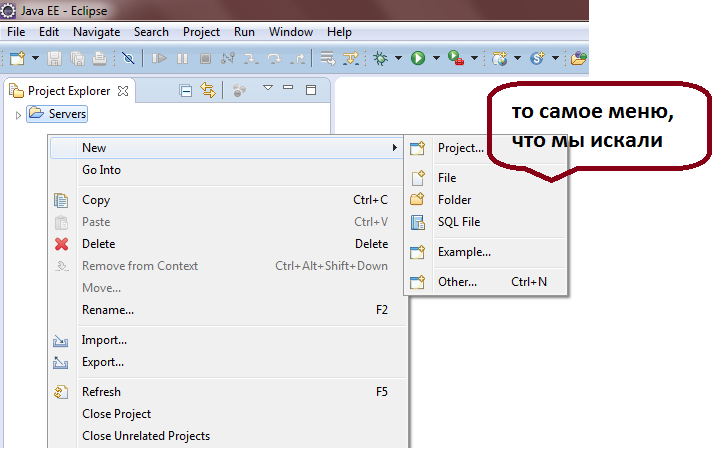 Java EE - Eclipse
File Edit Navigate Search Project Run Window Help
Project Explorer
Servers
то самое меню,
что мы искали
New
Go Into
Copy Ctrl+C
Paste Ctrl+V
Delete Delete
Remove from Context Ctrl+Alt+Shift+Down
Move...
Rename... F2
Import...
Export...
Refresh F5
Close Project
Close Unrelated Projects
Project...
File
Folder
SQL File
Example...
Other... Ctrl+N